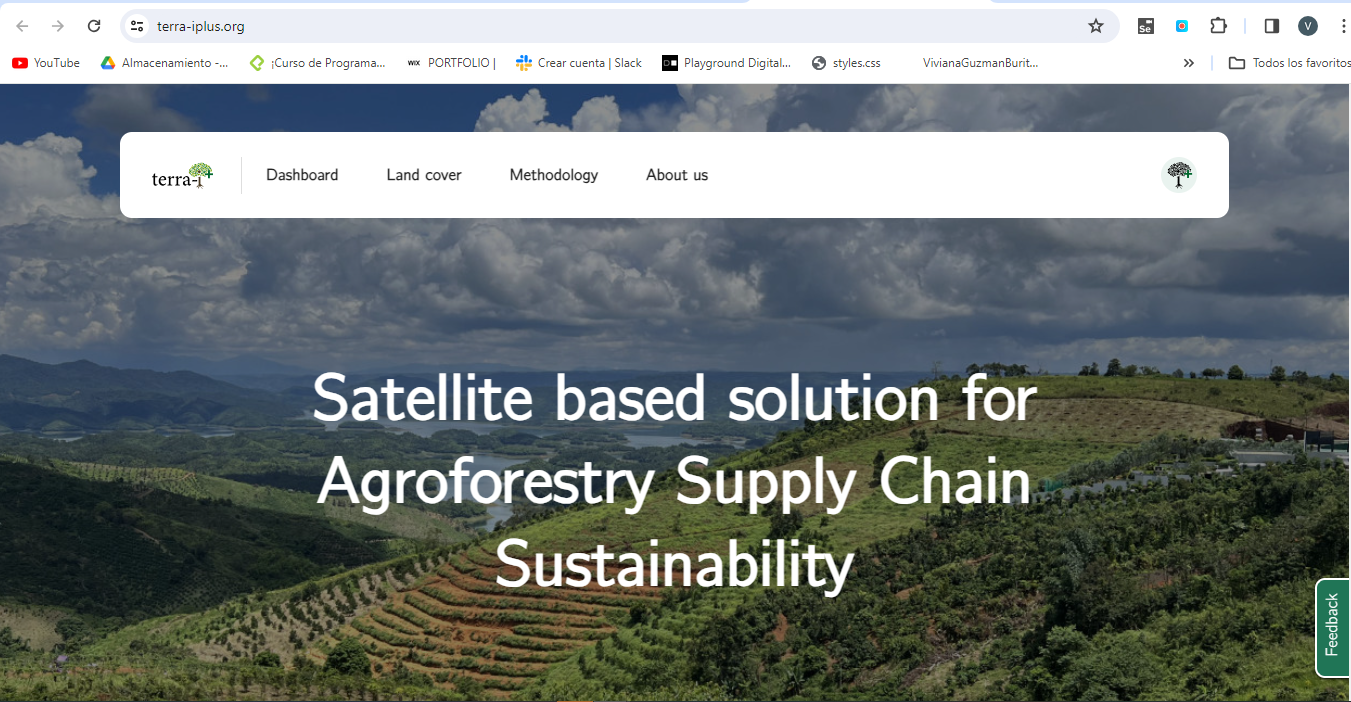 terra-iplus.org
Se
V
YouTube
Almacenamiento -...
¡Curso de Programa...
WIX PORTFOLIO |
Crear cuenta | Slack
Playground Digital...
styles.css
VivianaGuzmanBurit...
Todos los favoritos
terra-i+
Dashboard
Land cover
Methodology
About us
Satellite based solution for
Agroforestry Supply Chain
Sustainability
Feedback